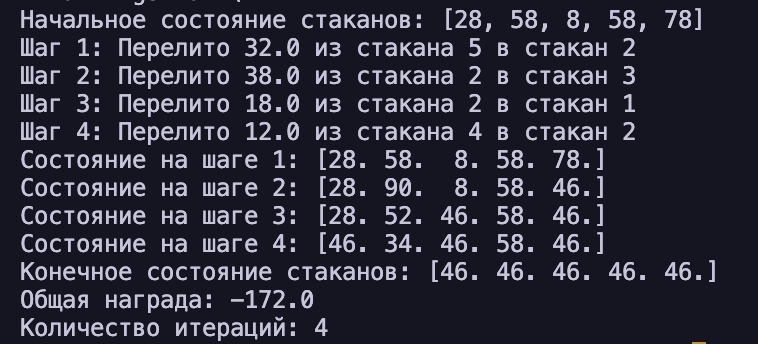 Начальное состояние стаканов: [28, 58, 8, 58, 78]
Шаг 1: Перелито 32.0 из стакана 5 в стакан 2
Шаг 2: Перелито 38.0 из стакана 2 в стакан 3
Шаг 3: Перелито 18.0 из стакана 2 в стакан 1
Шаг 4: Перелито 12.0 из стакана 4 в стакан 2
Состояние на шаге 1: [28. 58.  8. 58. 78.]
Состояние на шаге 2: [28. 90.  8. 58. 46.]
Состояние на шаге 3: [28. 52. 46. 58. 46.]
Состояние на шаге 4: [46. 34. 46. 58. 46.]
Конечное состояние стаканов: [46. 46. 46. 46. 46.]
Общая награда: -172.0
Количество итераций: 4